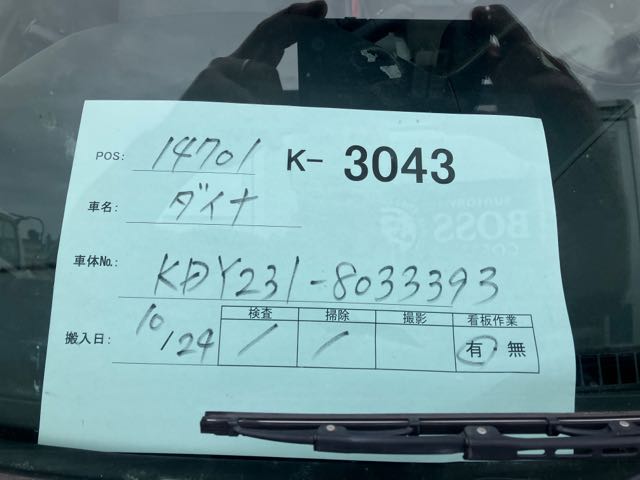 POS: 14701 K- 3043
車名: ダイナ
車体No.: KDY231-8033393
搬入日: 10/24
検査 掃除 撮影 看板作業
/ / 有・無
BOSS